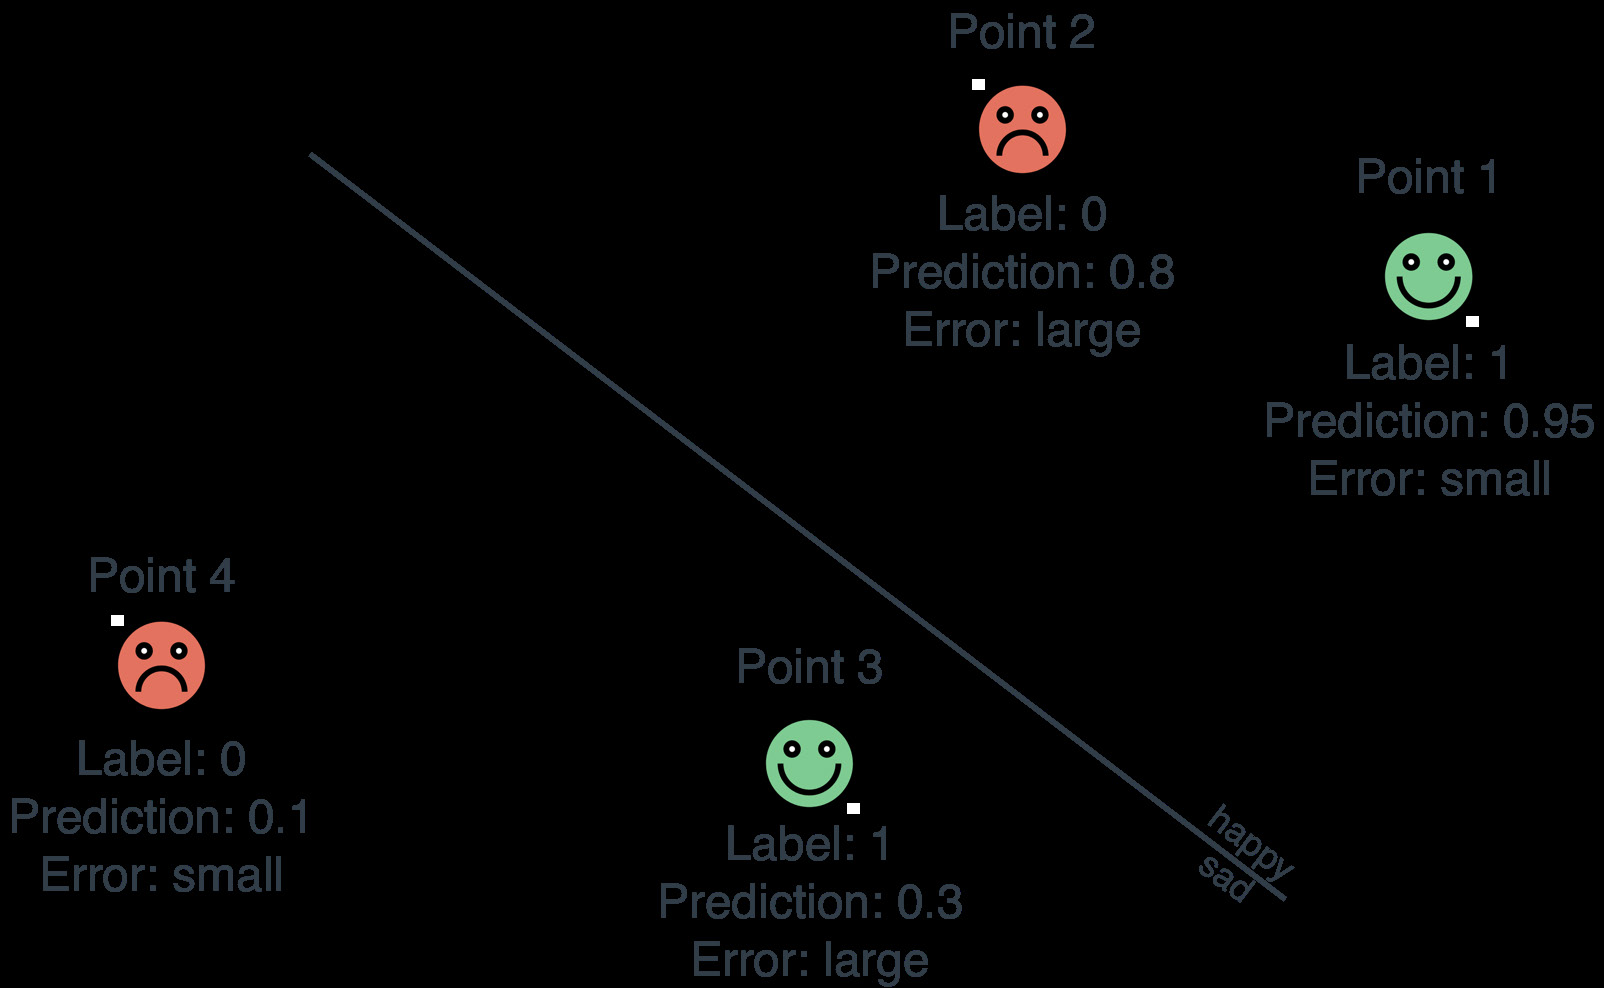 Point 2
Label: 0
Prediction: 0.8
Error: large
Point 1
Label: 1
Prediction: 0.95
Error: small
Point 4
Label: 0
Prediction: 0.1
Error: small
Point 3
Label: 1
Prediction: 0.3
Error: large
happy
sad